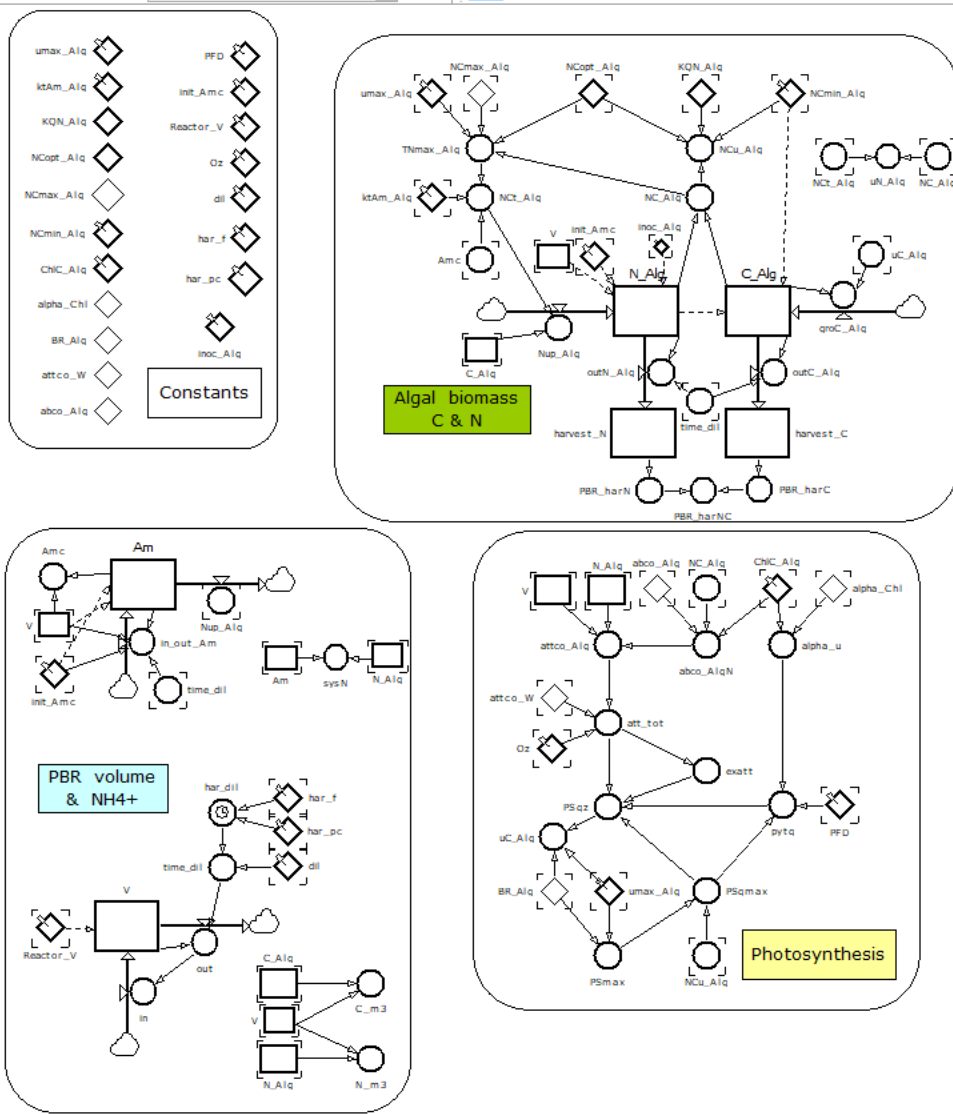 umax_Alg
ktAm_Alg
KQN_Alg
NCopt_Alg
NCmax_Alg
NCmin_Alg
ChlC_Alg
alpha_Chl
BR_Alg
attco_W
abco_Alg
PFD
init_Amc
Reactor_V
Oz
dil
har_f
har_pc
inoc_Alg
Constants
NCmax_Alg
NCopt_Alg
KQN_Alg
umax_Alg
NCmin_Alg
TNmax_Alg
NCu_Alg
NCt_Alg
uN_Alg
NC_Alg
ktAm_Alg
NCt_Alg
NC_Alg
Amc
V
init_Amc
inoc_Alg
N_Alg
C_Alg
uC_Alg
C_Alg
Nup_Alg
groC_Alg
outN_Alg
outC_Alg
time_dil
Algal biomass
C & N
harvest_N
harvest_C
PBR_harN
PBR_harC
PBR_harNC
Amc
Am
Nup_Alg
V
in_out_Am
init_Amc
time_dil
Am
sysN
N_Alg
PBR volume
& NH4+
har_dil
har_f
har_pc
time_dil
dil
V
Reactor_V
out
in
C_Alg
V
C_m3
N_Alg
N_m3
V
N_Alg
abco_Alg
NC_Alg
ChlC_Alg
alpha_Chl
attco_Alg
abco_AlgN
alpha_u
attco_W
att_tot
Oz
exatt
PSqz
pytq
PFD
uC_Alg
BR_Alg
umax_Alg
PSqmax
PSmax
NCu_Alg
Photosynthesis